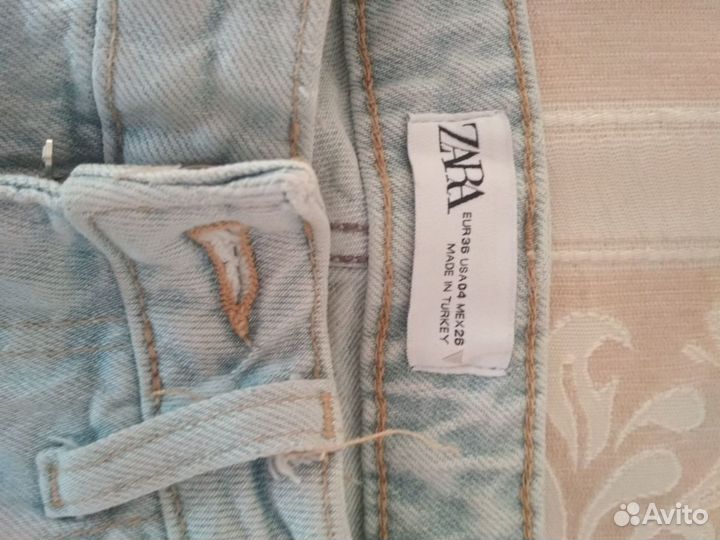 ZARA
EUR36 USA04 MEX26
MADE IN TURKEY
Avito